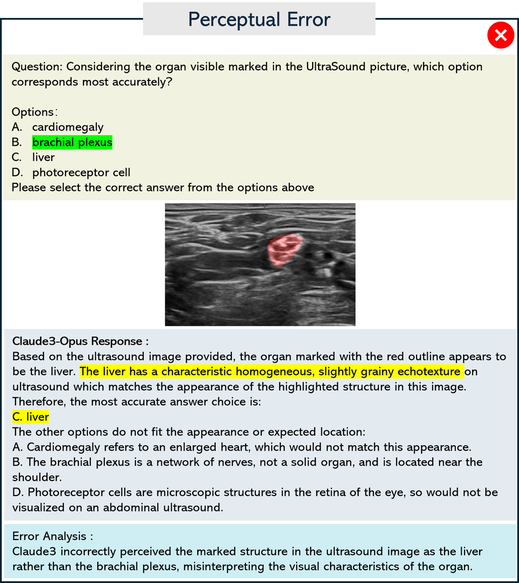 Perceptual Error
Question: Considering the organ visible marked in the UltraSound picture, which option
corresponds most accurately?
Options:
A. cardiomegaly
B. brachial plexus
C. liver
D. photoreceptor cell
Please select the correct answer from the options above
Claude3-Opus Response :
Based on the ultrasound image provided, the organ marked with the red outline appears to
be the liver. The liver has a characteristic homogeneous, slightly grainy echotexture on
ultrasound which matches the appearance of the highlighted structure in this image.
Therefore, the most accurate answer choice is:
C. liver
The other options do not fit the appearance or expected location:
A. Cardiomegaly refers to an enlarged heart, which would not match this appearance.
B. The brachial plexus is a network of nerves, not a solid organ, and is located near the
shoulder.
D. Photoreceptor cells are microscopic structures in the retina of the eye, so would not be
visualized on an abdominal ultrasound.
Error Analysis :
Claude3 incorrectly perceived the marked structure in the ultrasound image as the liver
rather than the brachial plexus, misinterpreting the visual characteristics of the organ.